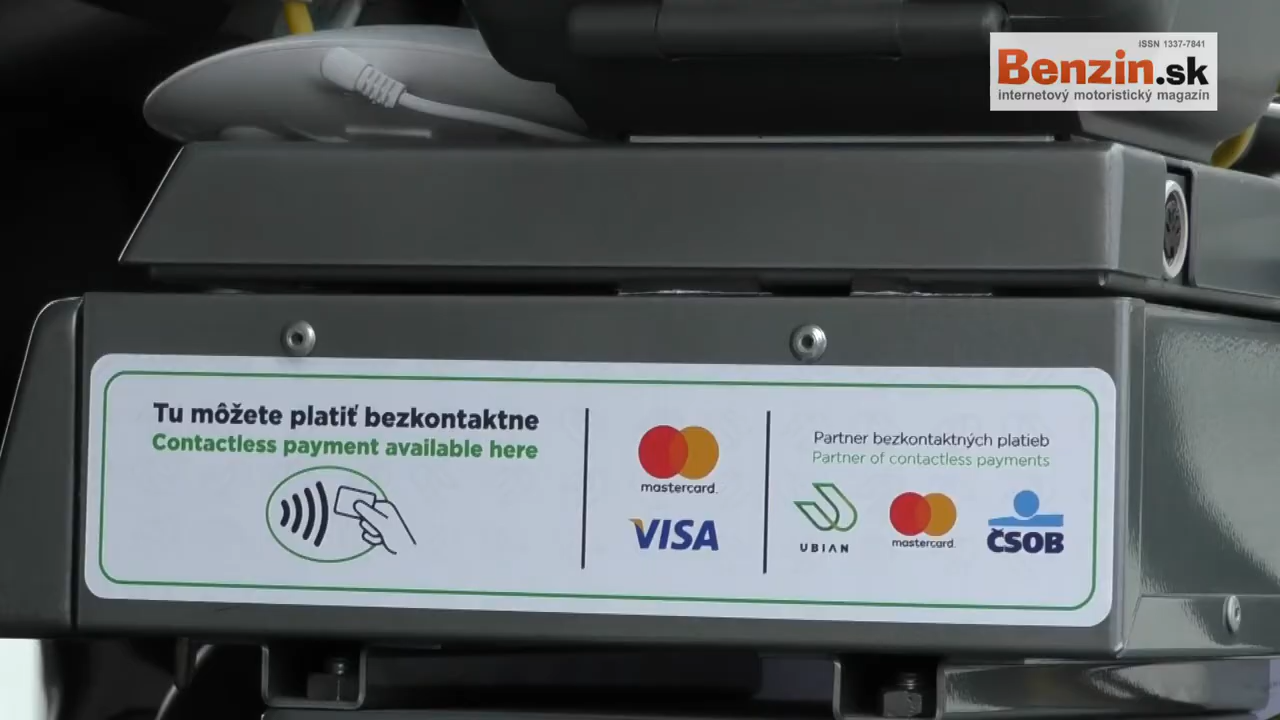 ISSN 1337-7841
Benzin.sk
internetový motoristický magazín
Tu môžete platiť bezkontaktne
Contactless payment available here
mastercard.
VISA
Partner bezkontaktných platieb
Partner of contactless payments
UBIAN
mastercard.
ČSOB